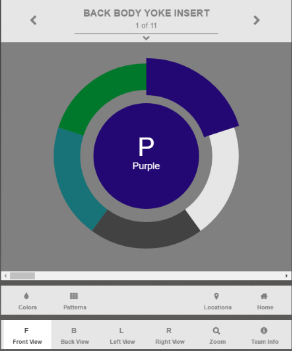 BACK BODY YOKE INSERT
1 of 11
P
Purple
Colors Patterns Locations Home
F B L R
Front View Back View Left View Right View Zoom Team Info